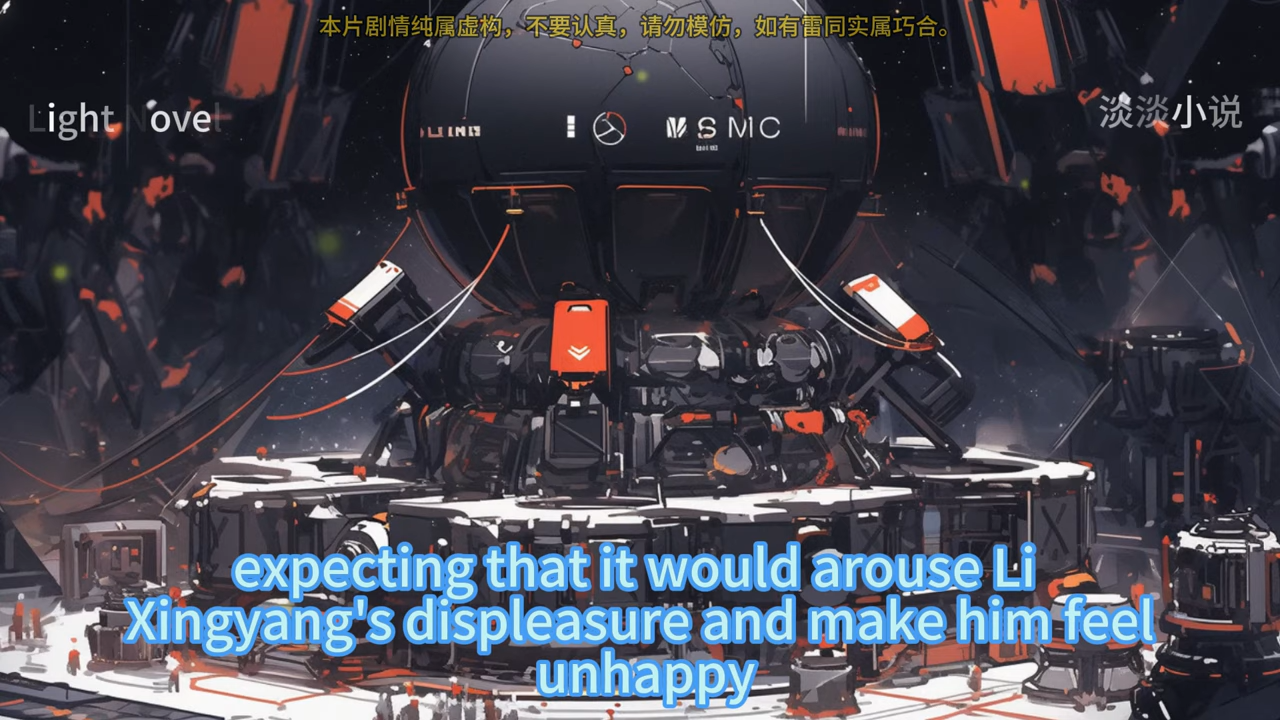 本片剧情纯属虚构，不要认真，请勿模仿，如有雷同实属巧合。
Light Novel
淡淡小说
SMC
expecting that it would arouse Li
Xingyang's displeasure and make him feel
unhappy